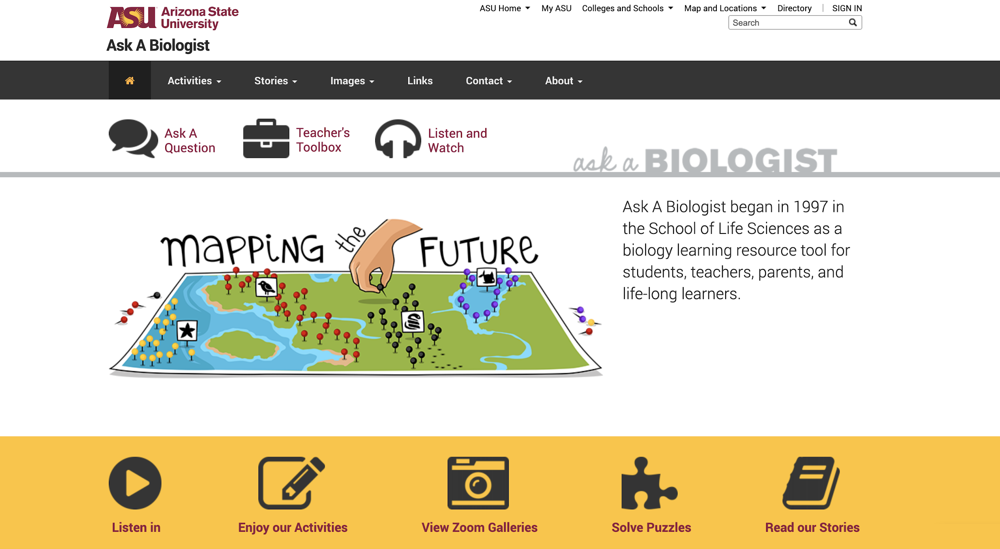 ASU Arizona State
University
ASU Home My ASU Colleges and Schools Map and Locations Directory SIGN IN
Search
Ask A Biologist
Activities Stories Images Links Contact About
Ask A
Question
Teacher's
Toolbox
Listen and
Watch
ask a BIOLOGIST
MAPPING the FUTURE
Ask A Biologist began in 1997 in
the School of Life Sciences as a
biology learning resource tool for
students, teachers, parents, and
life-long learners.
Listen in
Enjoy our Activities
View Zoom Galleries
Solve Puzzles
Read our Stories